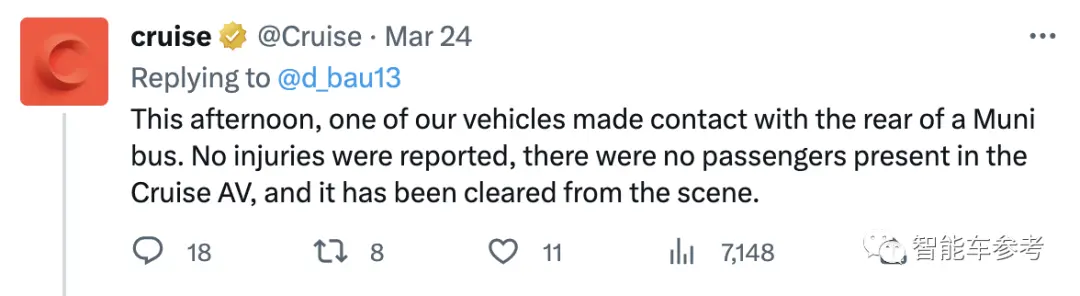 cruise @Cruise · Mar 24
Replying to @d_bau13
This afternoon, one of our vehicles made contact with the rear of a Muni
bus. No injuries were reported, there were no passengers present in the
Cruise AV, and it has been cleared from the scene.
18 8 11 7,148
智能车参考